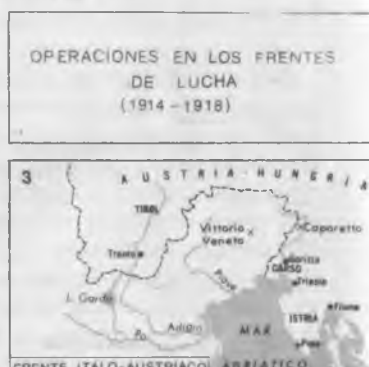 OPERACIONES EN LOS FRENTES
DE LUCHA
(1914-1918)
3
AUSTRIA-HUNGRIA
TIROL
Vittorio
Veneto
Caporetto
Trento
Gorizia
CARSO
Trieste
L. Garda
Piave
Fiume
ISTRIA
Adigio
Po
MAR
Pola
FRENTE ITALO-AUSTRIACO
ADRIATICO